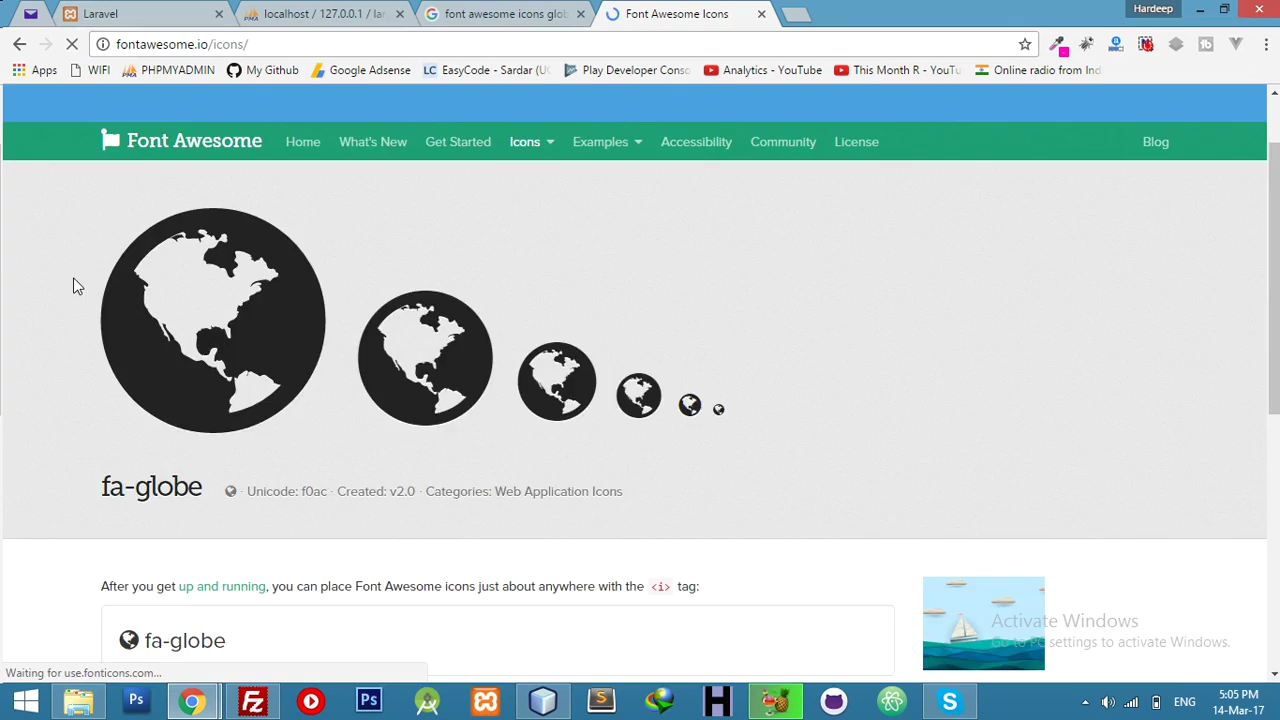 Laravel
localhost / 127.0.0.1 / lar
font awesome icons glob
Font Awesome Icons
Hardeep
fontawesome.io/icons/
Apps
WIFI
PHPMYADMIN
My Github
Google Adsense
LC EasyCode - Sardar (U
Play Developer Conso
Analytics - YouTube
This Month R - YouTu
Online radio from Ind
Font Awesome
Home
What's New
Get Started
Icons
Examples
Accessibility
Community
License
Blog
fa-globe
· Unicode: f0ac · Created: v2.0 · Categories: Web Application Icons
After you get up and running, you can place Font Awesome icons just about anywhere with the <i> tag:
fa-globe
Activate Windows
Go to PC settings to activate Windows.
Waiting for use.fonticons.com...
ENG
5:05 PM
14-Mar-17